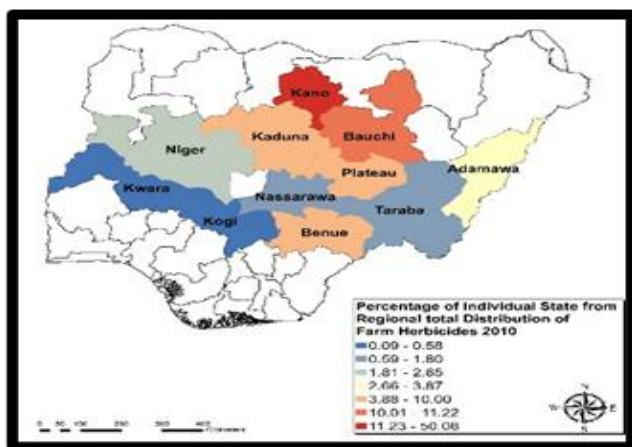 Kano
Kaduna
Bauchi
Niger
Adamawa
Plateau
Kwara
Nassarawa
Taraba
Kogi
Benue
Percentage of Individual State from
Regional total Distribution of
Farm Herbicides 2010
0.09 - 0.58
0.59 - 1.80
1.81 - 2.65
2.66 - 3.87
3.88 - 10.00
10.01 - 11.22
11.23 - 50.08
N
W E
S